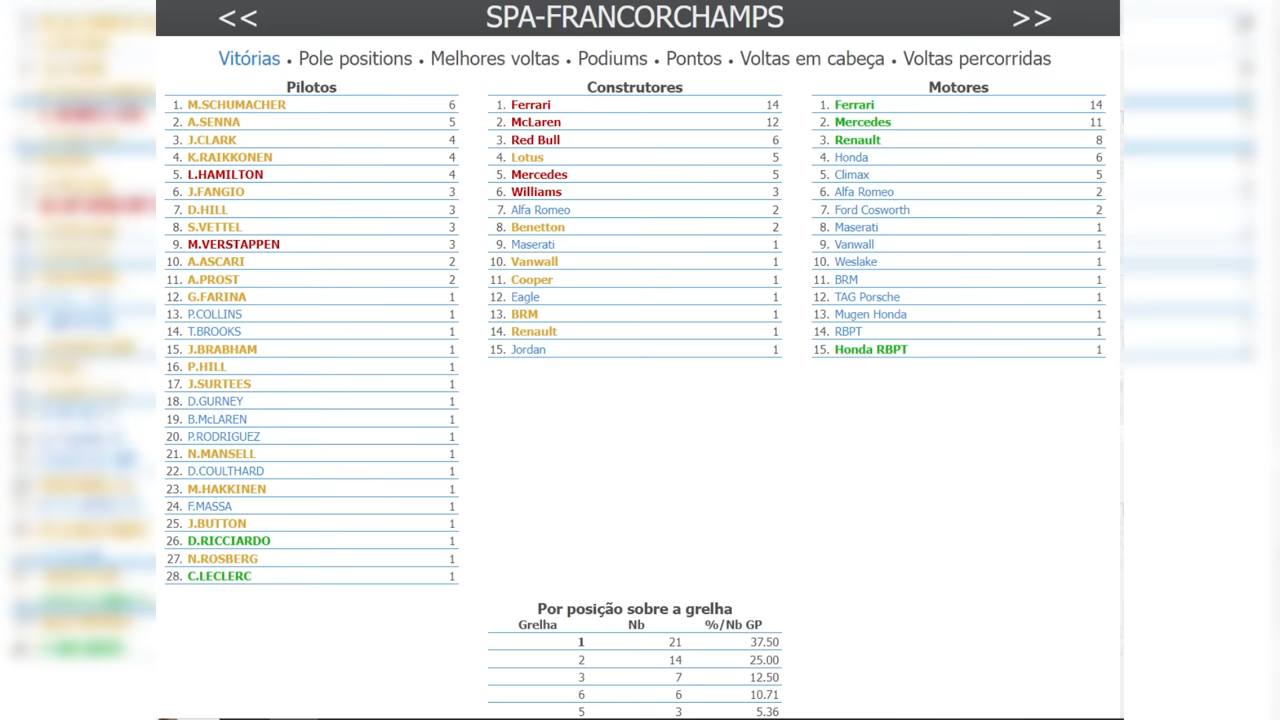 << SPA-FRANCORCHAMPS >>
Vitórias • Pole positions • Melhores voltas • Podiums • Pontos • Voltas em cabeça • Voltas percorridas
Pilotos
1. M.SCHUMACHER 6
2. A.SENNA 5
3. J.CLARK 4
4. K.RAIKKONEN 4
5. L.HAMILTON 4
6. J.FANGIO 3
7. D.HILL 3
8. S.VETTEL 3
9. M.VERSTAPPEN 3
10. A.ASCARI 2
11. A.PROST 2
12. G.FARINA 1
13. P.COLLINS 1
14. T.BROOKS 1
15. J.BRABHAM 1
16. P.HILL 1
17. J.SURTEES 1
18. D.GURNEY 1
19. B.McLAREN 1
20. P.RODRIGUEZ 1
21. N.MANSELL 1
22. D.COULTHARD 1
23. M.HAKKINEN 1
24. F.MASSA 1
25. J.BUTTON 1
26. D.RICCIARDO 1
27. N.ROSBERG 1
28. C.LECLERC 1
Construtores
1. Ferrari 14
2. McLaren 12
3. Red Bull 6
4. Lotus 5
5. Mercedes 5
6. Williams 3
7. Alfa Romeo 2
8. Benetton 2
9. Maserati 1
10. Vanwall 1
11. Cooper 1
12. Eagle 1
13. BRM 1
14. Renault 1
15. Jordan 1
Motores
1. Ferrari 14
2. Mercedes 11
3. Renault 8
4. Honda 6
5. Climax 5
6. Alfa Romeo 2
7. Ford Cosworth 2
8. Maserati 1
9. Vanwall 1
10. Weslake 1
11. BRM 1
12. TAG Porsche 1
13. Mugen Honda 1
14. RBPT 1
15. Honda RBPT 1
Por posição sobre a grelha
Grelha Nb %/Nb GP
1 21 37.50
2 14 25.00
3 7 12.50
6 6 10.71
5 3 5.36